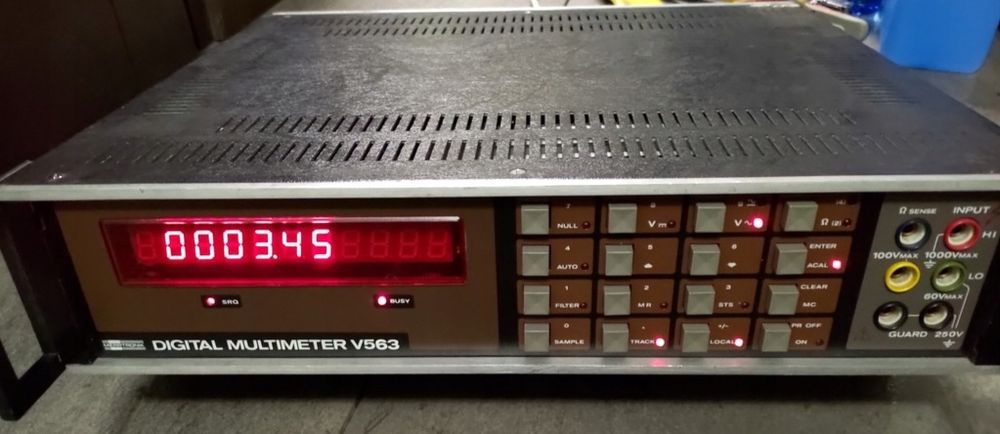 0003.45
SRQ
BUSY
DIGITAL MULTIMETER V563
7
NULL
8
V
9
V~
Ω (2)
4
AUTO
5
6
ENTER
ACAL
1
FILTER
2
MR
3
STS
CLEAR
MC
0
SAMPLE
.
TRACK
+/-
LOCAL
PR OFF
ON
Ω SENSE
INPUT
HI
100VMAX
1000VMAX
LO
60VMAX
GUARD
250V